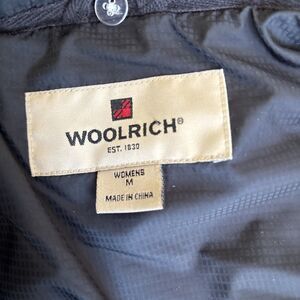 WOOLRICH®
EST. 1830
WOMENS
M
MADE IN CHINA